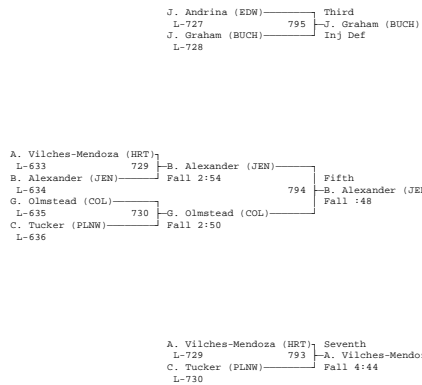 J. Andrina (EDW) Third
L-727 795 J. Graham (BUCH)
J. Graham (BUCH) Inj Def
L-728
A. Vilches-Mendoza (HRT)
L-633 729 B. Alexander (JEN)
B. Alexander (JEN) Fall 2:54 Fifth
L-634 794 B. Alexander (JEN
G. Olmstead (COL) Fall :48
L-635 730 G. Olmstead (COL)
C. Tucker (PLNW) Fall 2:50
L-636
A. Vilches-Mendoza (HRT) Seventh
L-729 793 A. Vilches-Mendoz
C. Tucker (PLNW) Fall 4:44
L-730